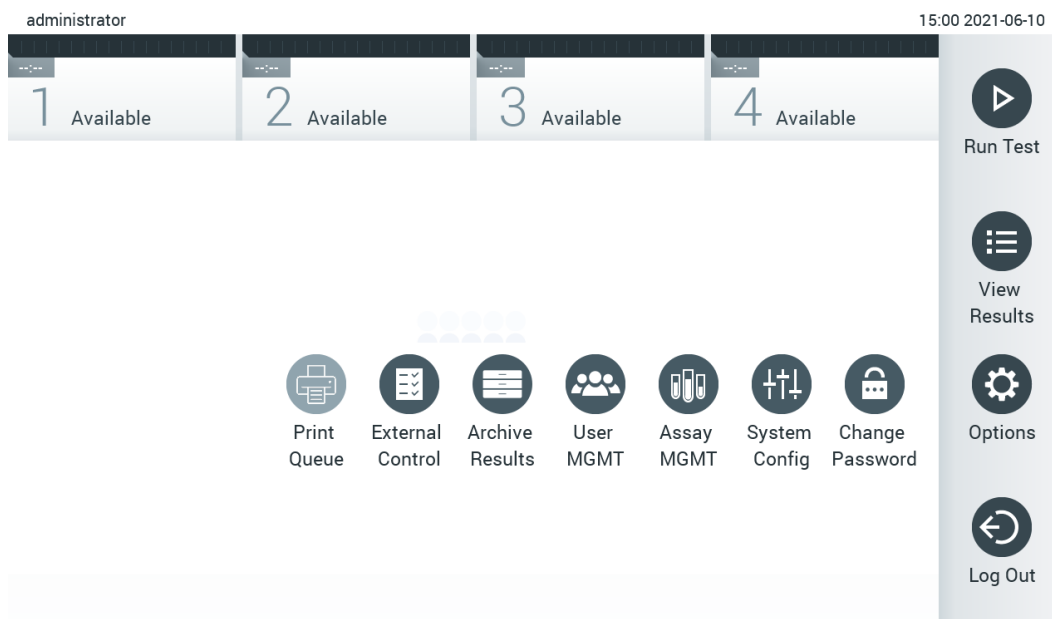 administrator 15:00 2021-06-10
--:-- --:-- --:-- --:--
1 Available 2 Available 3 Available 4 Available
Run Test
View
Results
Print External Archive User Assay System Change
Queue Control Results MGMT MGMT Config Password
Options
Log Out